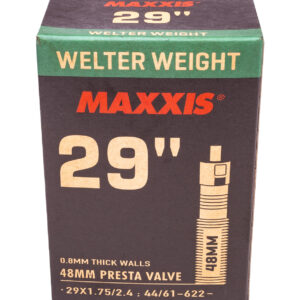 29"
WELTER WEIGHT
MAXXIS®
29"
48MM
0.8MM THICK WALLS
48MM PRESTA VALVE
·29X1.75/2.4 ; 44/61-622-